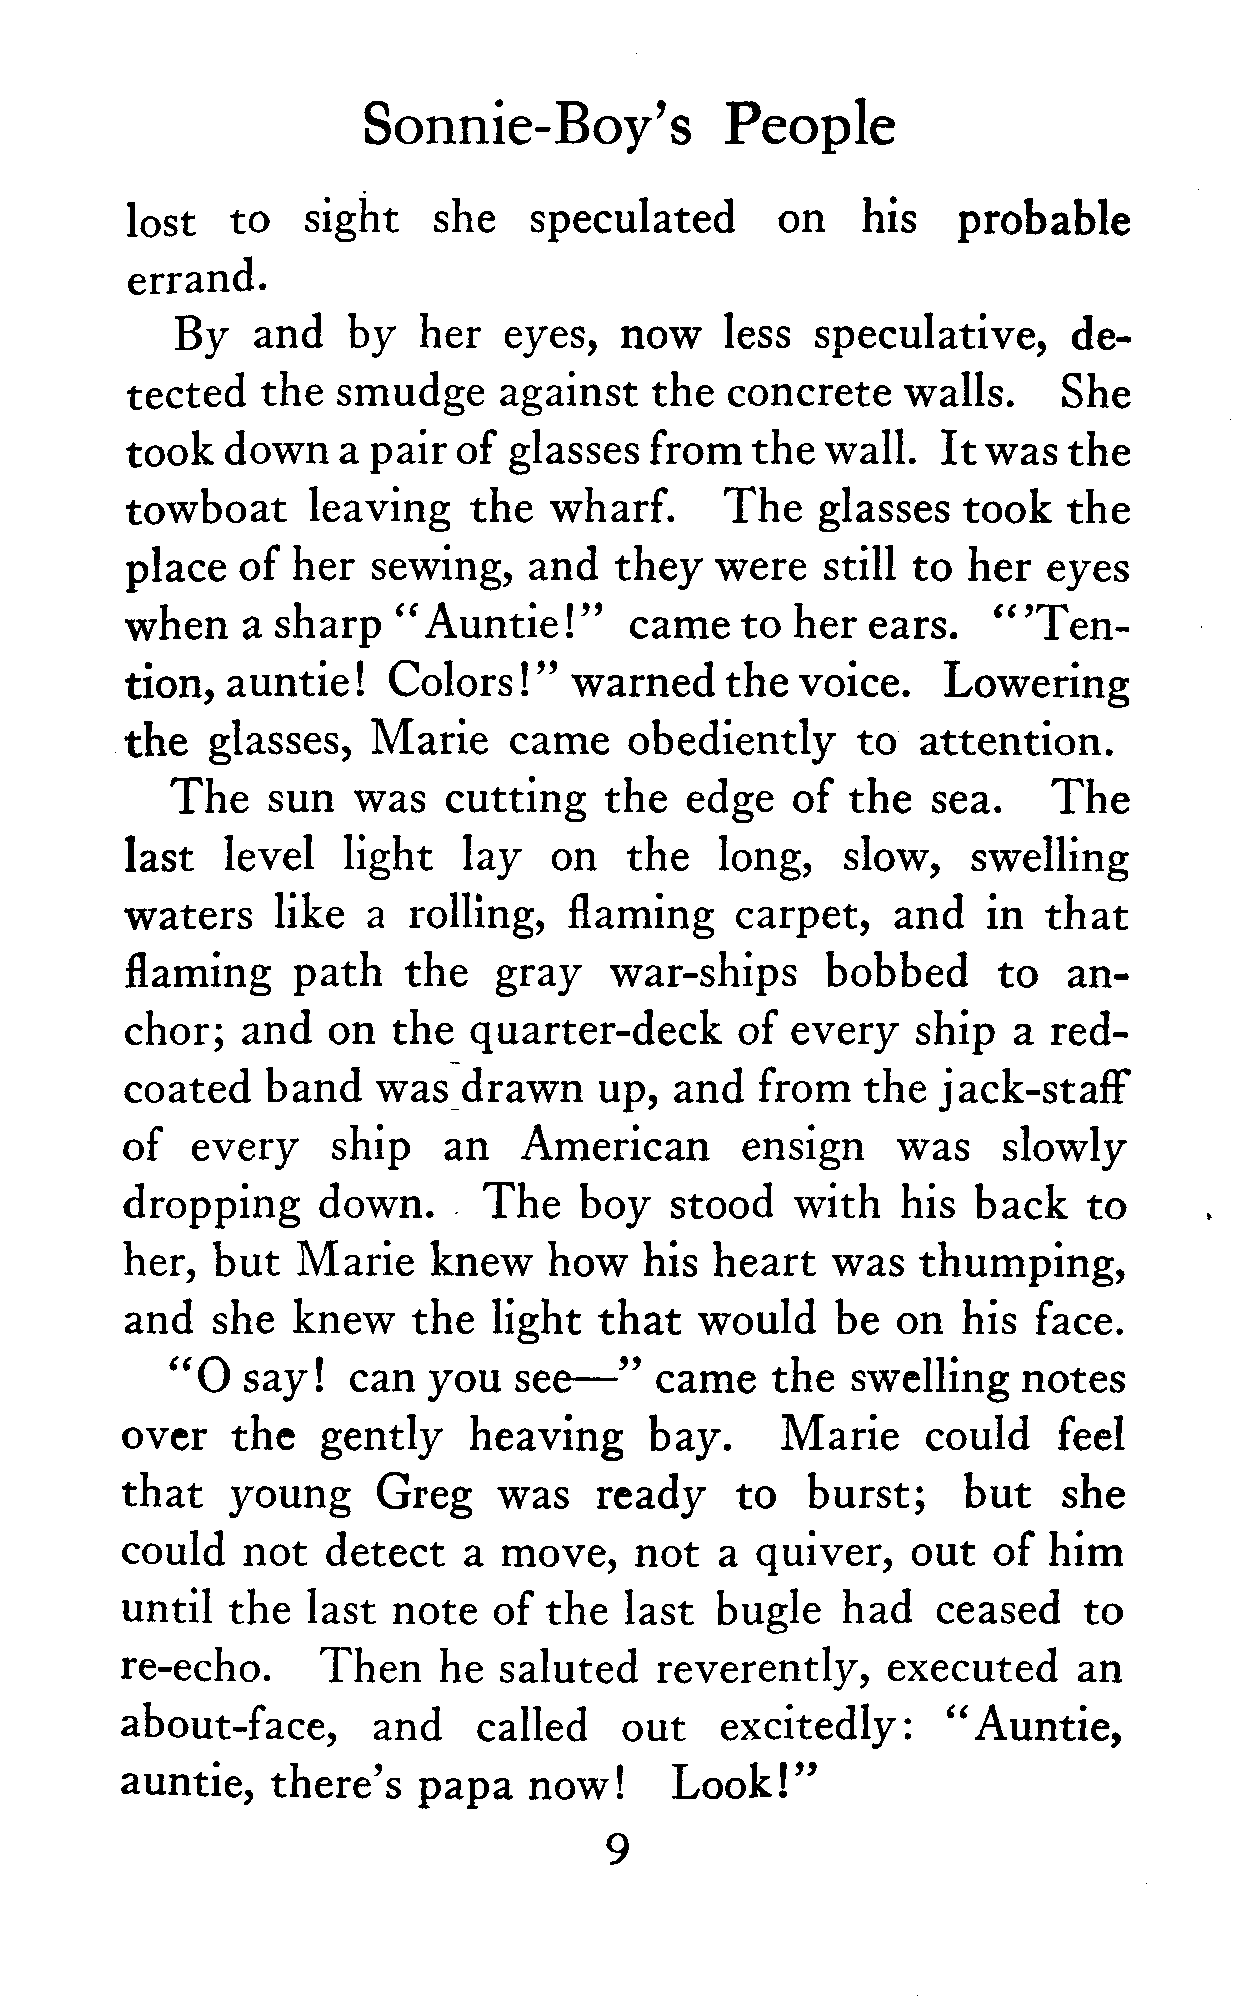 Sonnie-Boy's People
lost to sight she speculated on his probable
errand.
By and by her eyes, now less speculative, de-
tected the smudge against the concrete walls. She
took down a pair of glasses from the wall. It was the
towboat leaving the wharf. The glasses took the
place of her sewing, and they were still to her eyes
when a sharp "Auntie!" came to her ears. "'Ten-
tion, auntie! Colors!" warned the voice. Lowering
the glasses, Marie came obediently to attention.
The sun was cutting the edge of the sea. The
last level light lay on the long, slow, swelling
waters like a rolling, flaming carpet, and in that
flaming path the gray war-ships bobbed to an-
chor; and on the quarter-deck of every ship a red-
coated band was drawn up, and from the jack-staff
of every ship an American ensign was slowly
dropping down. The boy stood with his back to
her, but Marie knew how his heart was thumping,
and she knew the light that would be on his face.
"O say! can you see—" came the swelling notes
over the gently heaving bay. Marie could feel
that young Greg was ready to burst; but she
could not detect a move, not a quiver, out of him
until the last note of the last bugle had ceased to
re-echo. Then he saluted reverently, executed an
about-face, and called out excitedly: "Auntie,
auntie, there's papa now! Look!"
9